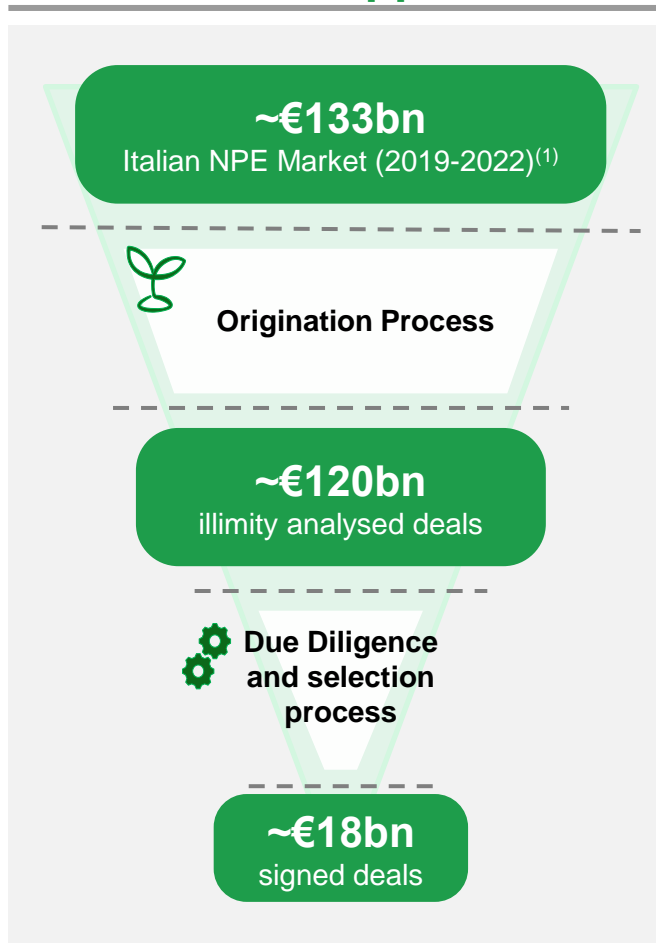 ~€133bn
Italian NPE Market (2019-2022)(1)
Origination Process
~€120bn
illimity analysed deals
Due Diligence
and selection
process
~€18bn
signed deals